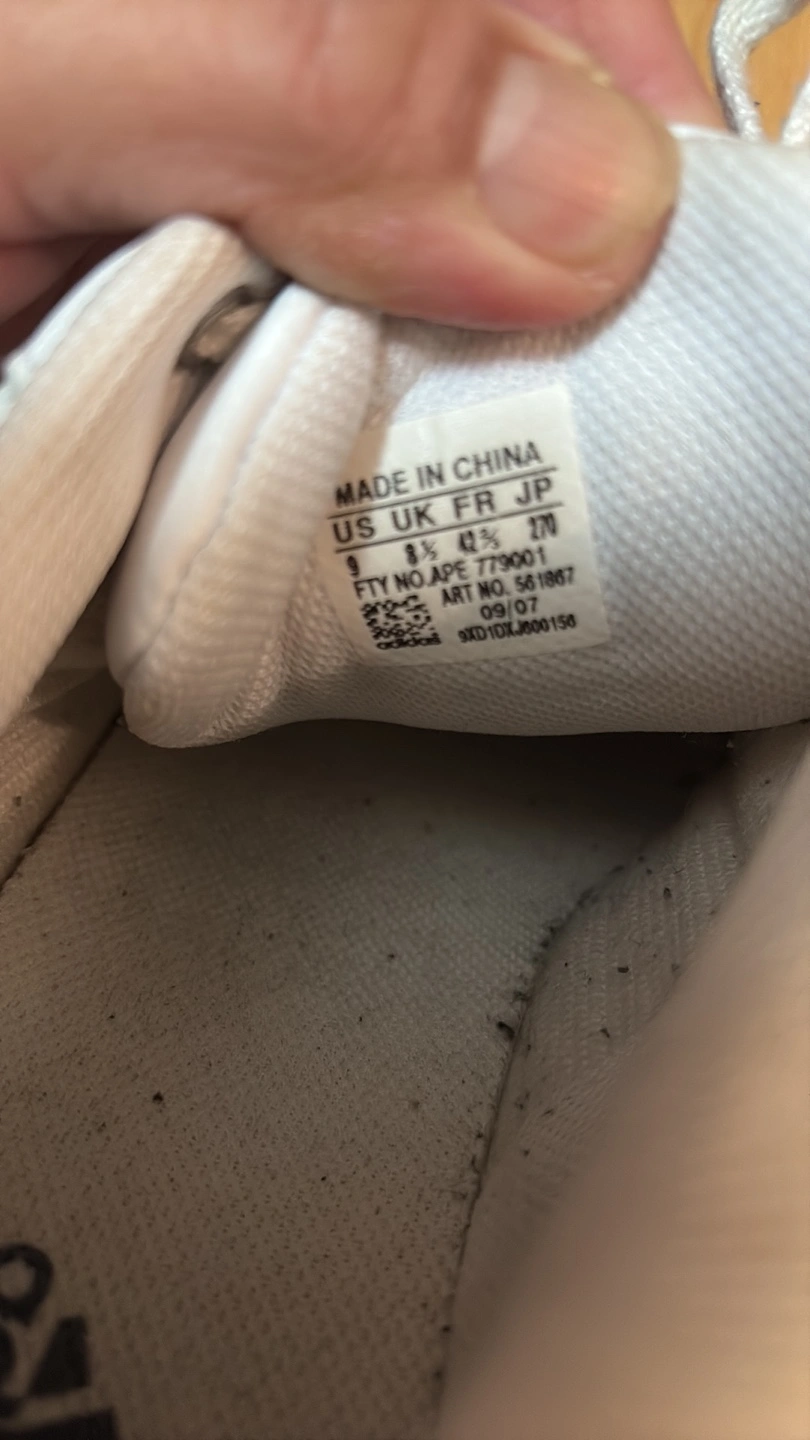 MADE IN CHINA
US UK FR JP
9 8½ 42⅔ 270
FTY NO.APE 779001
ART NO. 561867
09/07
9XD1DXJ600156
adidas